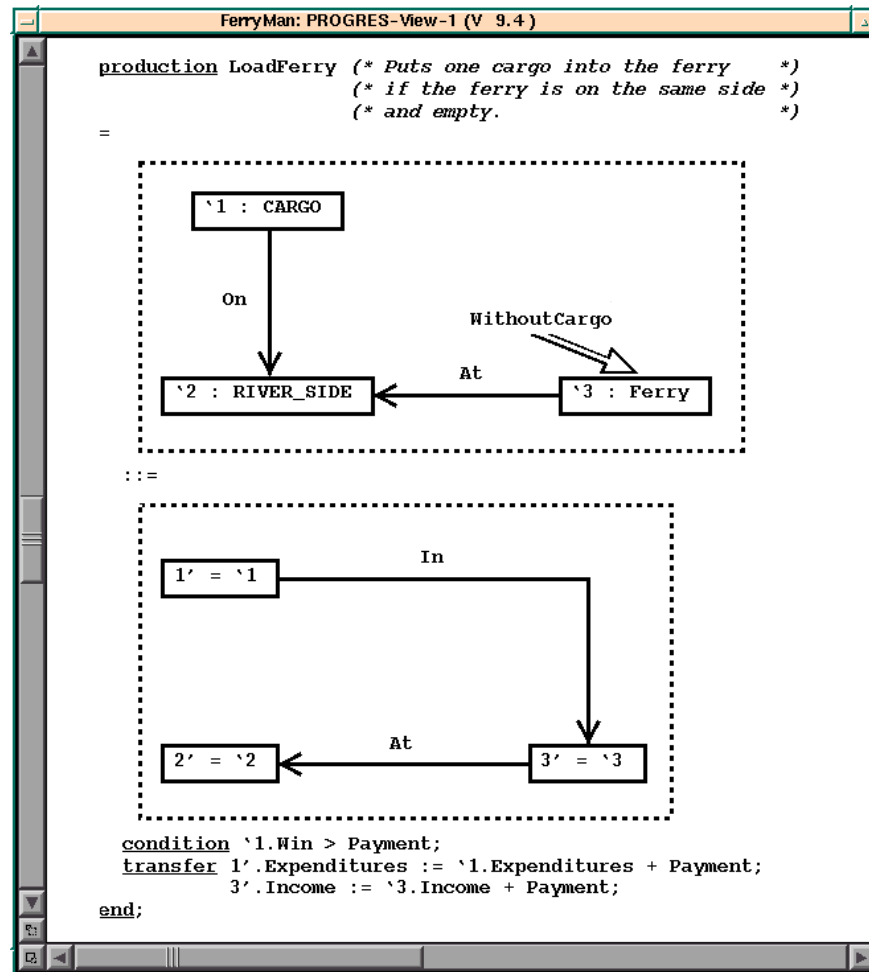 FerryMan: PROGRES-View-1 (V 9.4)
production LoadFerry (* Puts one cargo into the ferry *)
(* if the ferry is on the same side *)
(* and empty. *)
=
`1 : CARGO
On
WithoutCargo
At
`2 : RIVER_SIDE
`3 : Ferry
::=
In
1' = `1
At
2' = `2
3' = `3
condition `1.Win > Payment;
transfer 1'.Expenditures := `1.Expenditures + Payment;
3'.Income := `3.Income + Payment;
end;